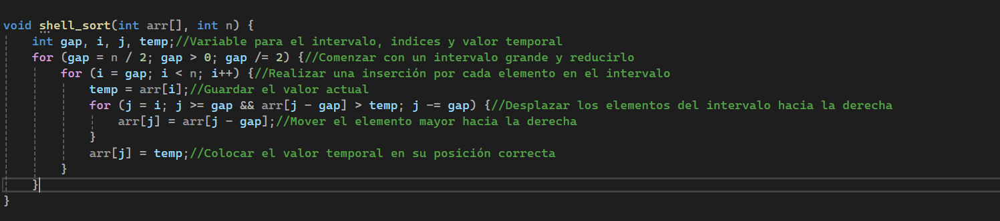 void shell_sort(int arr[], int n) {
    int gap, i, j, temp;//Variable para el intervalo, indices y valor temporal
    for (gap = n / 2; gap > 0; gap /= 2) {//Comenzar con un intervalo grande y reducirlo
        for (i = gap; i < n; i++) {//Realizar una inserción por cada elemento en el intervalo
            temp = arr[i];//Guardar el valor actual
            for (j = i; j >= gap && arr[j - gap] > temp; j -= gap) {//Desplazar los elementos del intervalo hacia la derecha
                arr[j] = arr[j - gap];//Mover el elemento mayor hacia la derecha
            }
            arr[j] = temp;//Colocar el valor temporal en su posición correcta
        }
    }
}